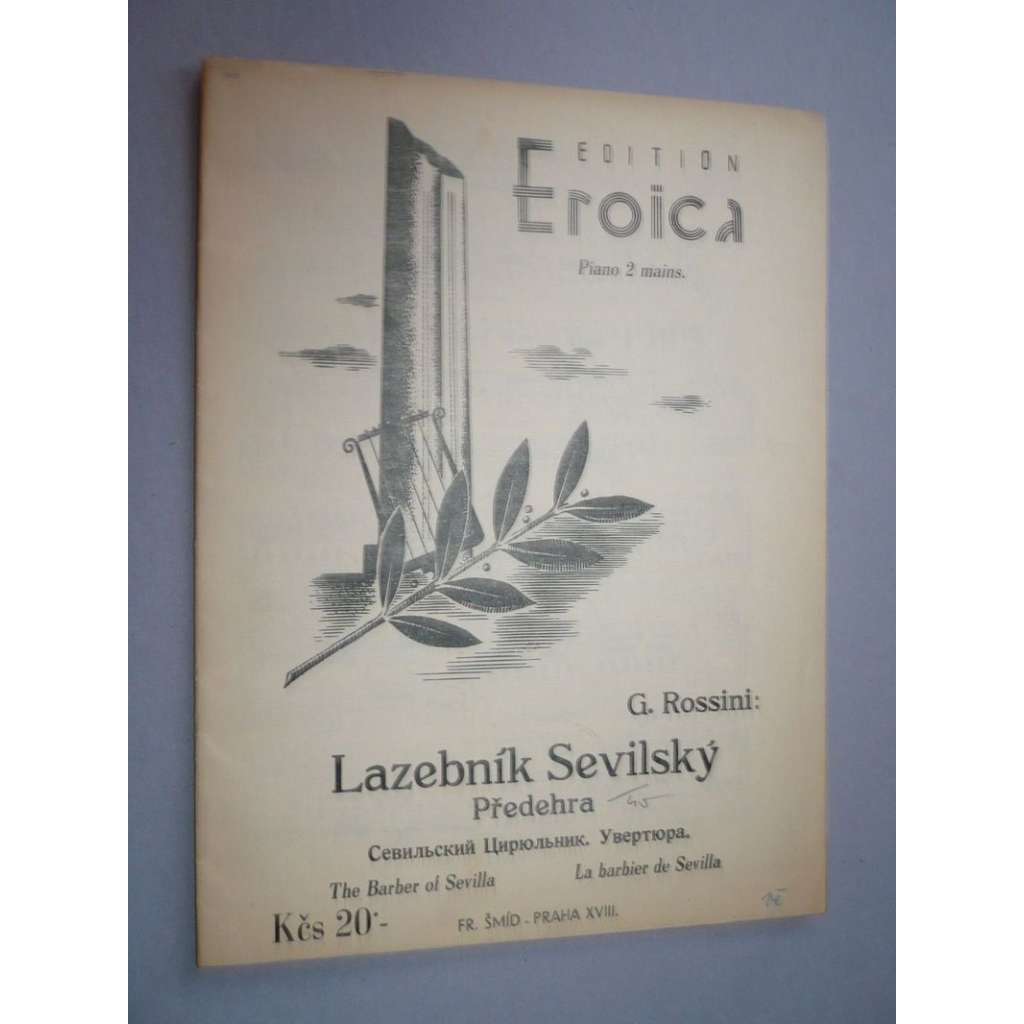 EDITION
Eroïca
Piano 2 mains.
G. Rossini:
Lazebník Sevilský
Předehra
Севильский Цирюльник. Увертюра.
The Barber of Sevilla
La barbier de Sevilla
Kčs 20·-
FR. ŠMÍD - PRAHA XVIII.